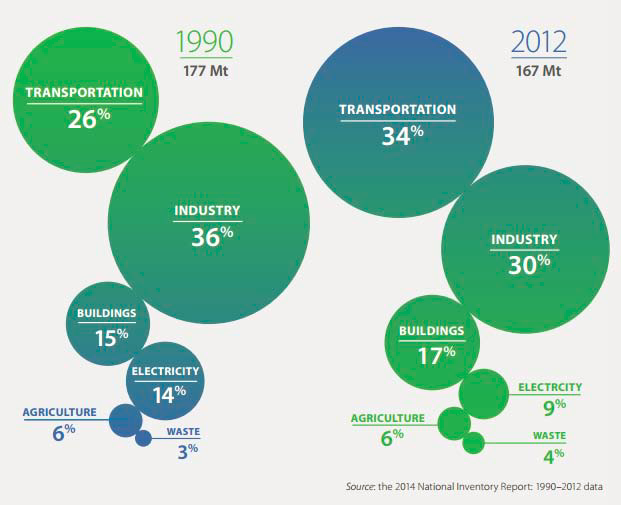 1990
177 Mt
TRANSPORTATION
26%
INDUSTRY
36%
BUILDINGS
15%
ELECTRICITY
14%
AGRICULTURE
6%
WASTE
3%
2012
167 Mt
TRANSPORTATION
34%
INDUSTRY
30%
BUILDINGS
17%
ELECTRCITY
9%
AGRICULTURE
6%
WASTE
4%
Source: the 2014 National Inventory Report: 1990–2012 data